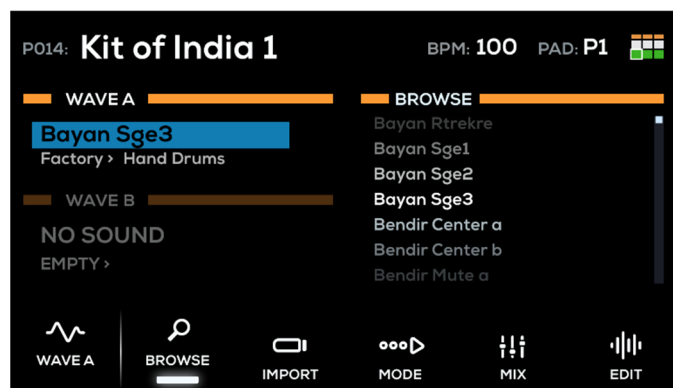 P014: Kit of India 1 BPM: 100 PAD: P1
WAVE A
Bayan Sge3
Factory > Hand Drums
WAVE B
NO SOUND
EMPTY >
BROWSE
Bayan Rtrekre
Bayan Sge1
Bayan Sge2
Bayan Sge3
Bendir Center a
Bendir Center b
Bendir Mute a
WAVE A BROWSE IMPORT MODE MIX EDIT